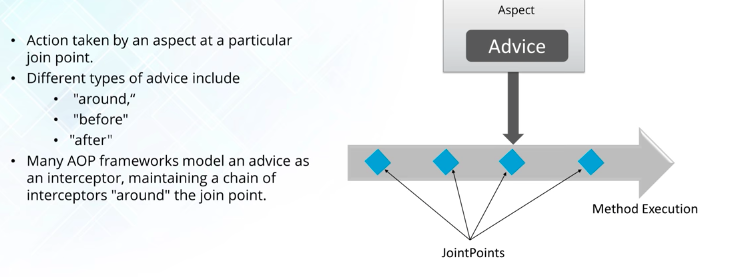 • Action taken by an aspect at a particular
join point.
• Different types of advice include
• "around,“
• "before"
• "after"
• Many AOP frameworks model an advice as
an interceptor, maintaining a chain of
interceptors "around" the join point.
Aspect
Advice
Method Execution
JointPoints